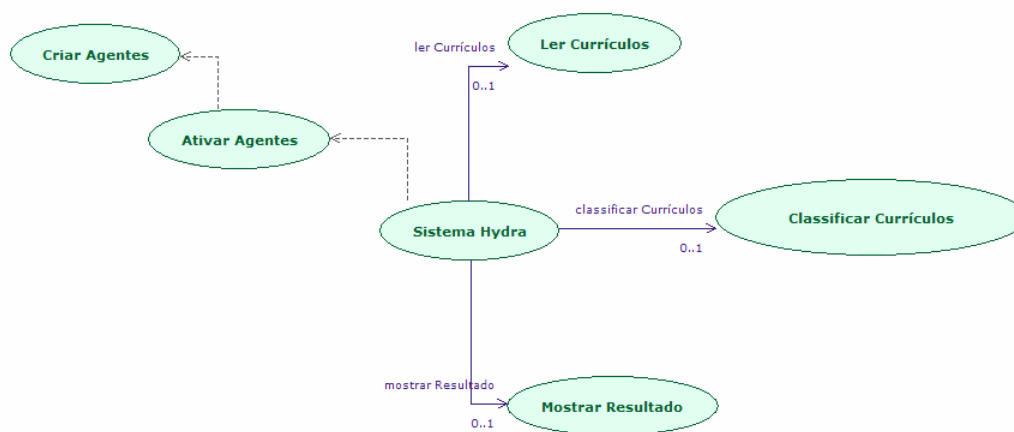 ler Currículos
Ler Currículos
Criar Agentes
0..1
Ativar Agentes
classificar Currículos
Classificar Currículos
Sistema Hydra
0..1
mostrar Resultado
Mostrar Resultado
0..1